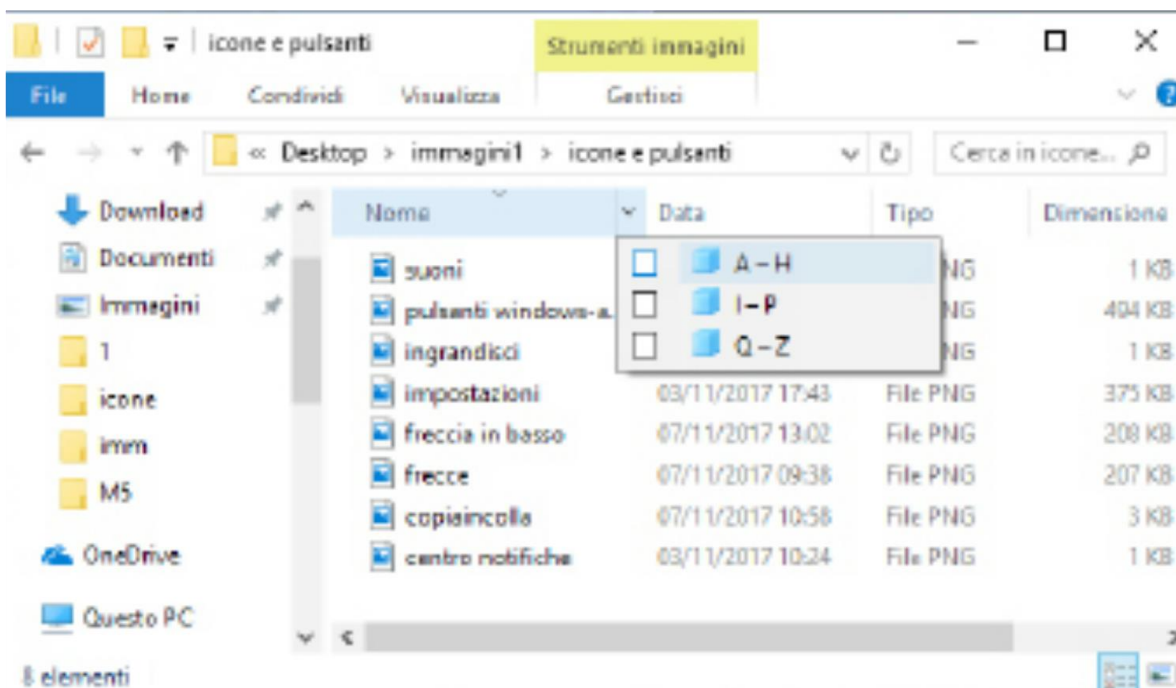 icone e pulsanti Strumenti immagini
File Home Condividi Visualizza Gestisci
« Desktop > immagini1 > icone e pulsanti Cerca in icone...
Download Nome Data Tipo Dimensione
Documenti suoni A – H NG 1 KB
Immagini pulsanti windows-a. I – P NG 494 KB
1 ingrandisci Q – Z NG 1 KB
icone impostazioni 03/11/2017 17:43 File PNG 375 KB
imm freccia in basso 07/11/2017 13:02 File PNG 208 KB
M5 frecce 07/11/2017 09:38 File PNG 207 KB
copiaincolla 07/11/2017 10:58 File PNG 3 KB
OneDrive centro notifiche 03/11/2017 10:24 File PNG 1 KB
Questo PC
8 elementi